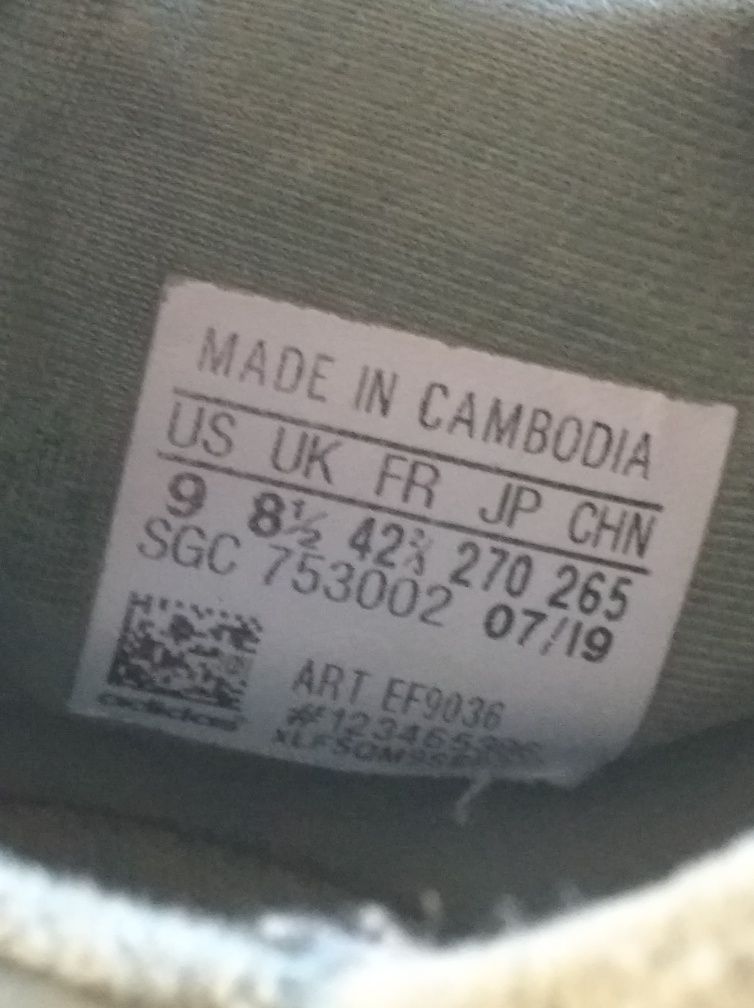 MADE IN CAMBODIA
US UK FR JP CHN
9 8½ 42⅔ 270 265
SGC 753002 07/19
ART EF9036
adidas